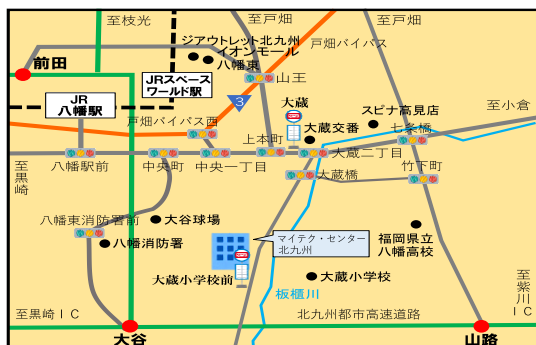 至枝光
至戸畑
至戸畑
ジアウトレット北九州
イオンモール
八幡東
戸畑バイパス
前田
JRスペース
ワールド駅
山王
3
JR
八幡駅
大蔵
スピナ高見店
至小倉
戸畑バイパス西
大蔵交番
七条橋
上本町
至黒崎
八幡駅前
中央町
中央一丁目
大蔵二丁目
大蔵橋
竹下町
八幡東消防署前
大谷球場
八幡消防署
マイテク・センター
北九州
福岡県立
八幡高校
大蔵小学校前
大蔵小学校
板櫃川
至紫川IC
至黒崎IC
北九州都市高速道路
大谷
山路